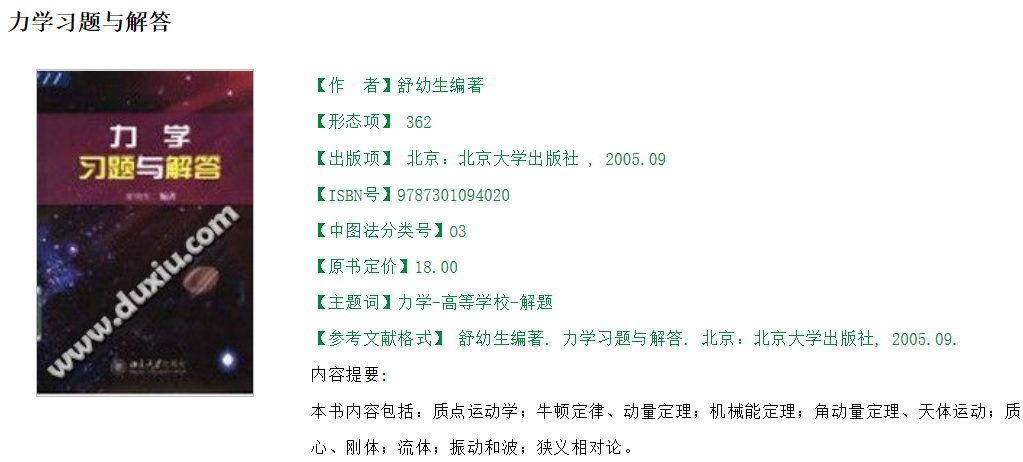 力学习题与解答
力 学
习题与解答
舒幼生 编著
www.duxiu.com
北京大学出版社
【作　者】舒幼生编著
【形态项】 362
【出版项】 北京：北京大学出版社 , 2005.09
【ISBN号】9787301094020
【中图法分类号】O3
【原书定价】18.00
【主题词】力学-高等学校-解题
【参考文献格式】 舒幼生编著. 力学习题与解答. 北京：北京大学出版社, 2005.09.
内容提要:
本书内容包括：质点运动学；牛顿定律、动量定理；机械能定理；角动量定理、天体运动；质
心、刚体；流体；振动和波；狭义相对论。